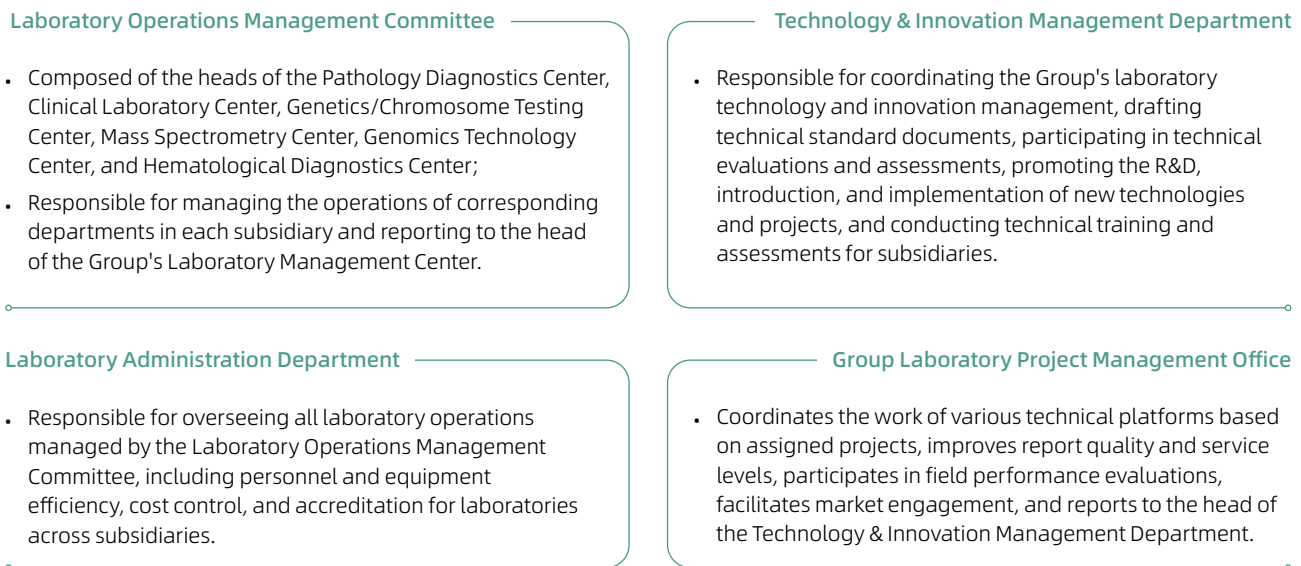 Laboratory Operations Management Committee
• Composed of the heads of the Pathology Diagnostics Center,
Clinical Laboratory Center, Genetics/Chromosome Testing
Center, Mass Spectrometry Center, Genomics Technology
Center, and Hematological Diagnostics Center;
• Responsible for managing the operations of corresponding
departments in each subsidiary and reporting to the head
of the Group's Laboratory Management Center.
Technology & Innovation Management Department
• Responsible for coordinating the Group's laboratory
technology and innovation management, drafting
technical standard documents, participating in technical
evaluations and assessments, promoting the R&D,
introduction, and implementation of new technologies
and projects, and conducting technical training and
assessments for subsidiaries.
Laboratory Administration Department
• Responsible for overseeing all laboratory operations
managed by the Laboratory Operations Management
Committee, including personnel and equipment
efficiency, cost control, and accreditation for laboratories
across subsidiaries.
Group Laboratory Project Management Office
• Coordinates the work of various technical platforms based
on assigned projects, improves report quality and service
levels, participates in field performance evaluations,
facilitates market engagement, and reports to the head of
the Technology & Innovation Management Department.